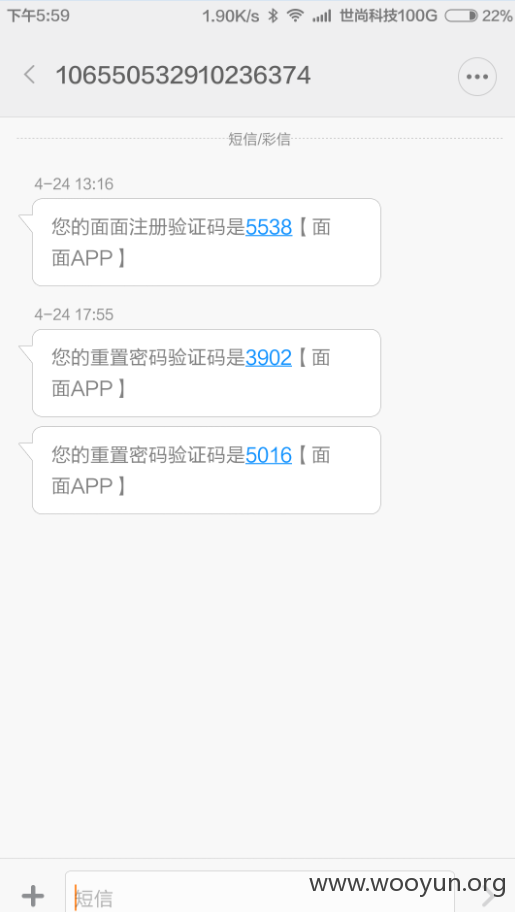 下午5:59 1.90K/s 世尚科技100G 22%
106550532910236374
短信/彩信
4-24 13:16
您的面面注册验证码是5538【面
面APP】
4-24 17:55
您的重置密码验证码是3902【面
面APP】
您的重置密码验证码是5016【面
面APP】
短信
www.wooyun.org